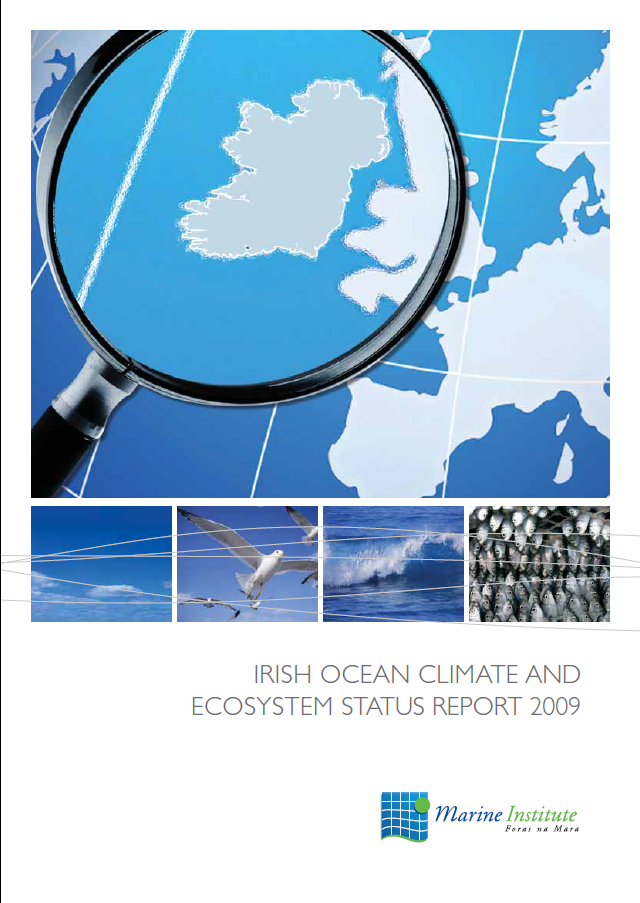 IRISH OCEAN CLIMATE AND
ECOSYSTEM STATUS REPORT 2009
Marine Institute
Foras na Mara